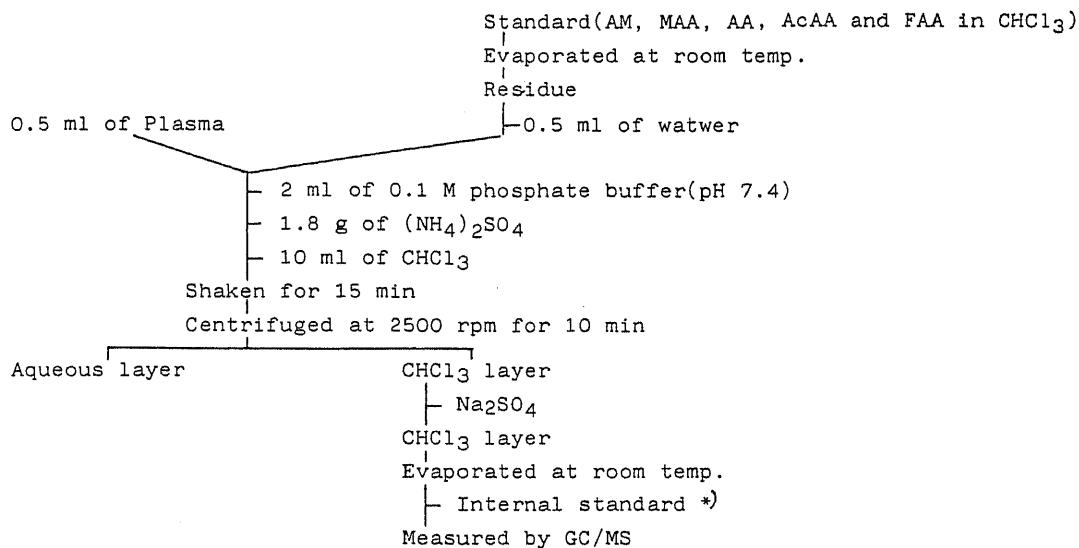 Standard(AM, MAA, AA, AcAA and FAA in CHCl3)
Evaporated at room temp.
Residue
0.5 ml of Plasma
0.5 ml of watwer
2 ml of 0.1 M phosphate buffer(pH 7.4)
1.8 g of (NH4)2SO4
10 ml of CHCl3
Shaken for 15 min
Centrifuged at 2500 rpm for 10 min
Aqueous layer
CHCl3 layer
Na2SO4
CHCl3 layer
Evaporated at room temp.
Internal standard *)
Measured by GC/MS